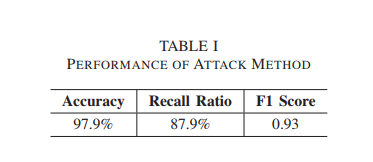 TABLE I
PERFORMANCE OF ATTACK METHOD
Accuracy Recall Ratio F1 Score
97.9% 87.9% 0.93